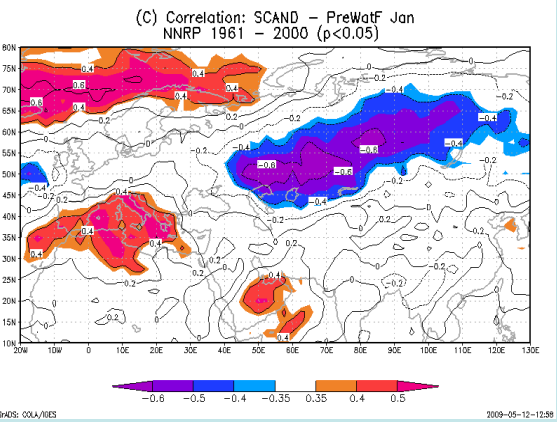 (C) Correlation: SCAND – PreWatF Jan
NNRP 1961 – 2000 (p<0.05)
80N
75N
70N
65N
60N
55N
50N
45N
40N
35N
30N
25N
20N
15N
10N
20W 10W 0 10E 20E 30E 40E 50E 60E 70E 80E 90E 100E 110E 120E 130E
-0.6 -0.5 -0.4 -0.35 0.35 0.4 0.5
GrADS: COLA/IGES
2009-05-12-12:58